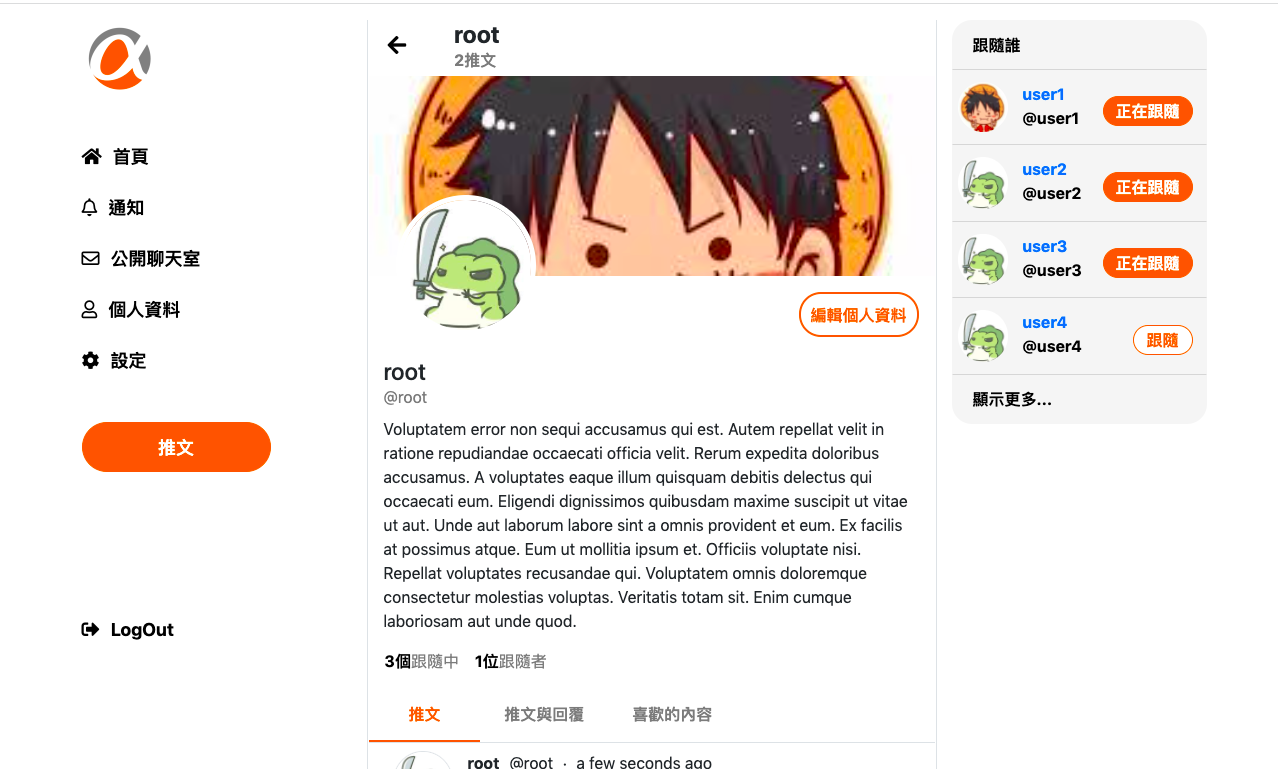 首頁
通知
公開聊天室
個人資料
設定
推文
LogOut
root
2推文
編輯個人資料
root
@root
Voluptatem error non sequi accusamus qui est. Autem repellat velit in
ratione repudiandae occaecati officia velit. Rerum expedita doloribus
accusamus. A voluptates eaque illum quisquam debitis delectus qui
occaecati eum. Eligendi dignissimos quibusdam maxime suscipit ut vitae
ut aut. Unde aut laborum labore sint a omnis provident et eum. Ex facilis
at possimus atque. Eum ut mollitia ipsum et. Officiis voluptate nisi.
Repellat voluptates recusandae qui. Voluptatem omnis doloremque
consectetur molestias voluptas. Veritatis totam sit. Enim cumque
laboriosam aut unde quod.
3個跟隨中 1位跟隨者
推文 推文與回覆 喜歡的內容
root @root · a few seconds ago
跟隨誰
user1
@user1 正在跟隨
user2
@user2 正在跟隨
user3
@user3 正在跟隨
user4
@user4 跟隨
顯示更多...